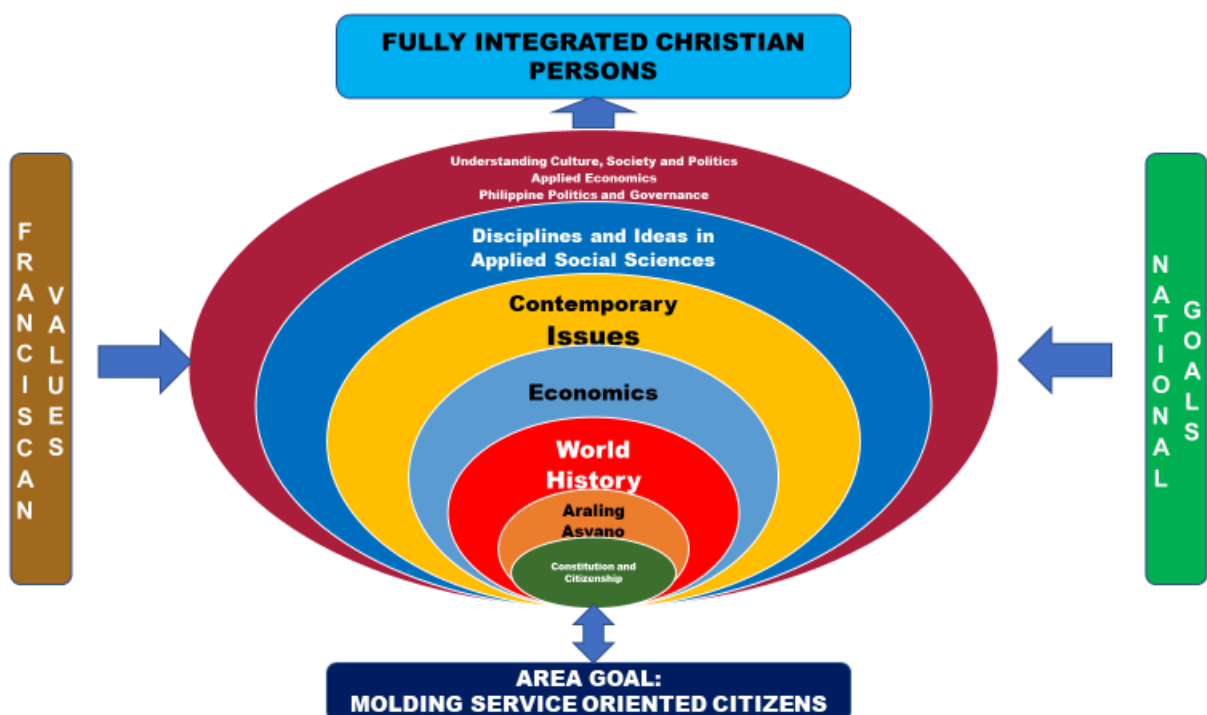 FULLY INTEGRATED CHRISTIAN
PERSONS
Understanding Culture, Society and Politics
Applied Economics
Philippine Politics and Governance
FRANCISCAN
VALUES
Disciplines and Ideas in
Applied Social Sciences
NATIONAL
GOALS
Contemporary
Issues
Economics
World
History
Araling
Asyano
Constitution and
Citizenship
AREA GOAL:
MOLDING SERVICE ORIENTED CITIZENS